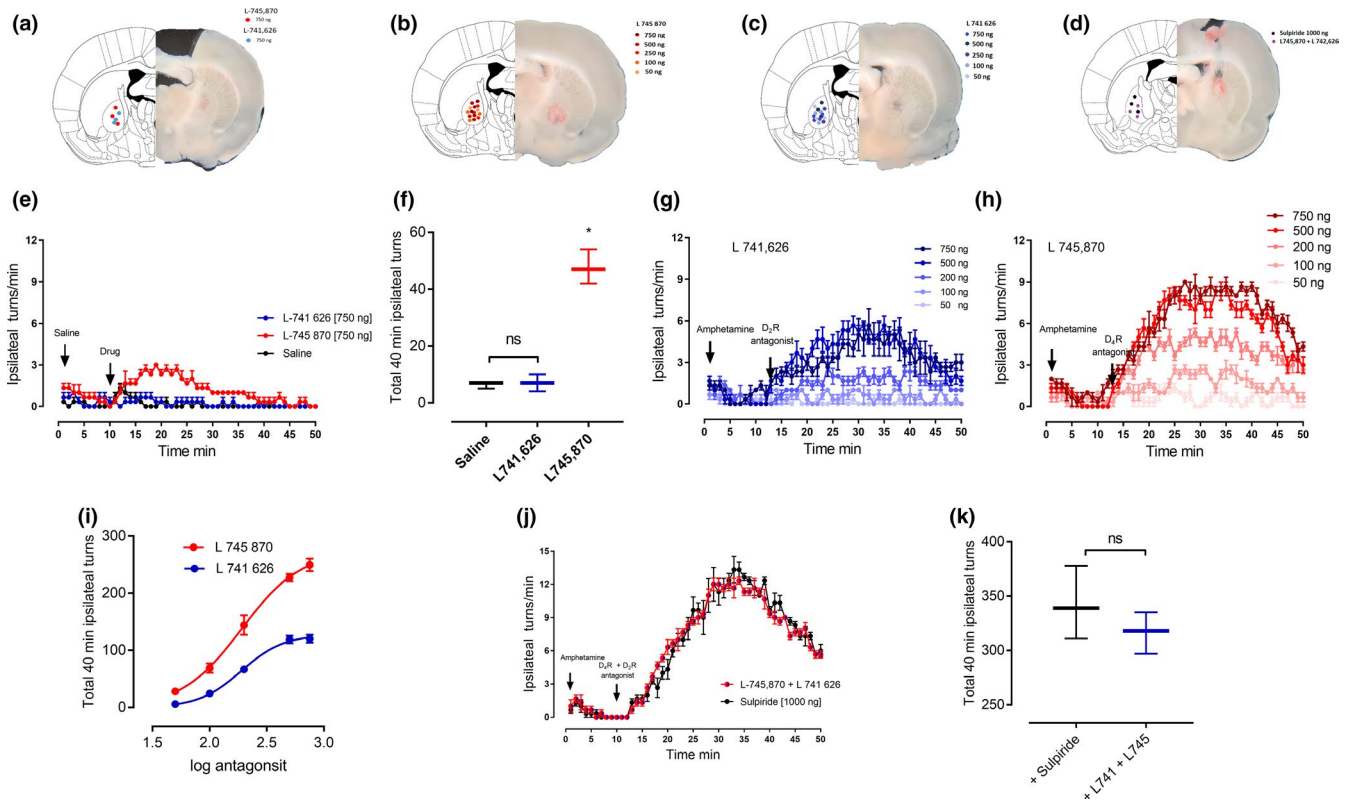 (a)
L-745,870
750 ng
L-741,626
750 ng
(b)
L 745 870
750 ng
500 ng
250 ng
100 ng
50 ng
(c)
L 741 626
750 ng
500 ng
250 ng
100 ng
50 ng
(d)
Sulpiride 1000 ng
L745,870 + L 742,626
(e)
Ipsilateral turns/min
12
9
6
3
0
Saline
Drug
L-741 626 [750 ng]
L-745 870 [750 ng]
Saline
0 5 10 15 20 25 30 35 40 45 50
Time min
(f)
Total 40 min ipsilateral turns
60
40
20
0
ns
*
Saline
L741,626
L745,870
(g)
Ipsilateral turns/min
12
9
6
3
0
L 741,626
750 ng
500 ng
200 ng
100 ng
50 ng
Amphetamine
D2R
antagonist
0 5 10 15 20 25 30 35 40 45 50
Time min
(h)
Ipsilateral turns/min
12
9
6
3
0
L 745,870
750 ng
500 ng
200 ng
100 ng
50 ng
Amphetamine
D4R
antagonist
0 5 10 15 20 25 30 35 40 45 50
Time min
(i)
Total 40 min ipsilateral turns
300
200
100
0
L 745 870
L 741 626
1.5 2.0 2.5 3.0
log antagonsit
(j)
Ipsilateral turns/min
15
12
9
6
3
0
Amphetamine
D4R + D2R
antagonist
L-745,870 + L 741 626
Sulpiride [1000 ng]
0 5 10 15 20 25 30 35 40 45 50
Time min
(k)
Total 40 min ipsilateral turns
400
350
300
250
ns
+ Sulpiride
+ L741 + L745